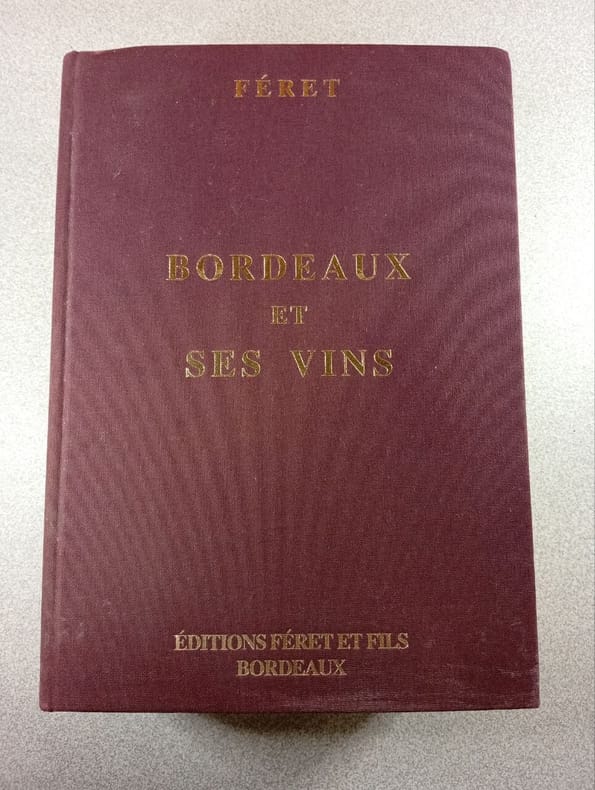 FÉRET
BORDEAUX
ET
SES VINS
ÉDITIONS FÉRET ET FILS
BORDEAUX